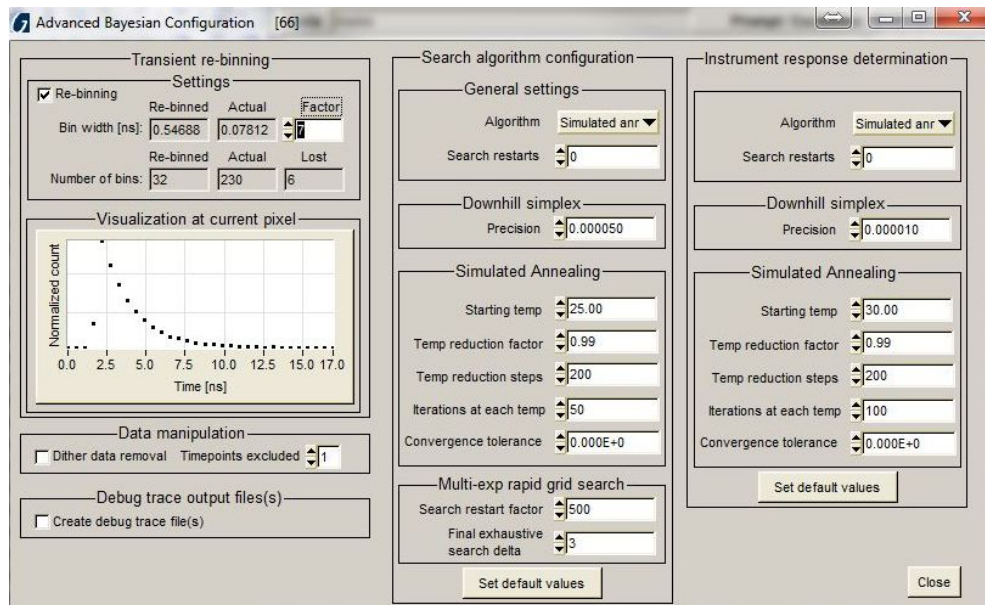 Advanced Bayesian Configuration [66]
Transient re-binning
Settings
Re-binning
Re-binned Actual Factor
Bin width [ns]: 0.54688 0.07812 7
Re-binned Actual Lost
Number of bins: 32 230 6
Visualization at current pixel
Normalized count
0.0 2.5 5.0 7.5 10.0 12.5 15.0 17.0
Time [ns]
Data manipulation
Dither data removal Timepoints excluded 1
Debug trace output files(s)
Create debug trace file(s)
Search algorithm configuration
General settings
Algorithm Simulated anr
Search restarts 0
Downhill simplex
Precision 0.000050
Simulated Annealing
Starting temp 25.00
Temp reduction factor 0.99
Temp reduction steps 200
Iterations at each temp 50
Convergence tolerance 0.000E+0
Multi-exp rapid grid search
Search restart factor 500
Final exhaustive
search delta 3
Set default values
Instrument response determination
Algorithm Simulated anr
Search restarts 0
Downhill simplex
Precision 0.000010
Simulated Annealing
Starting temp 30.00
Temp reduction factor 0.99
Temp reduction steps 200
Iterations at each temp 100
Convergence tolerance 0.000E+0
Set default values
Close